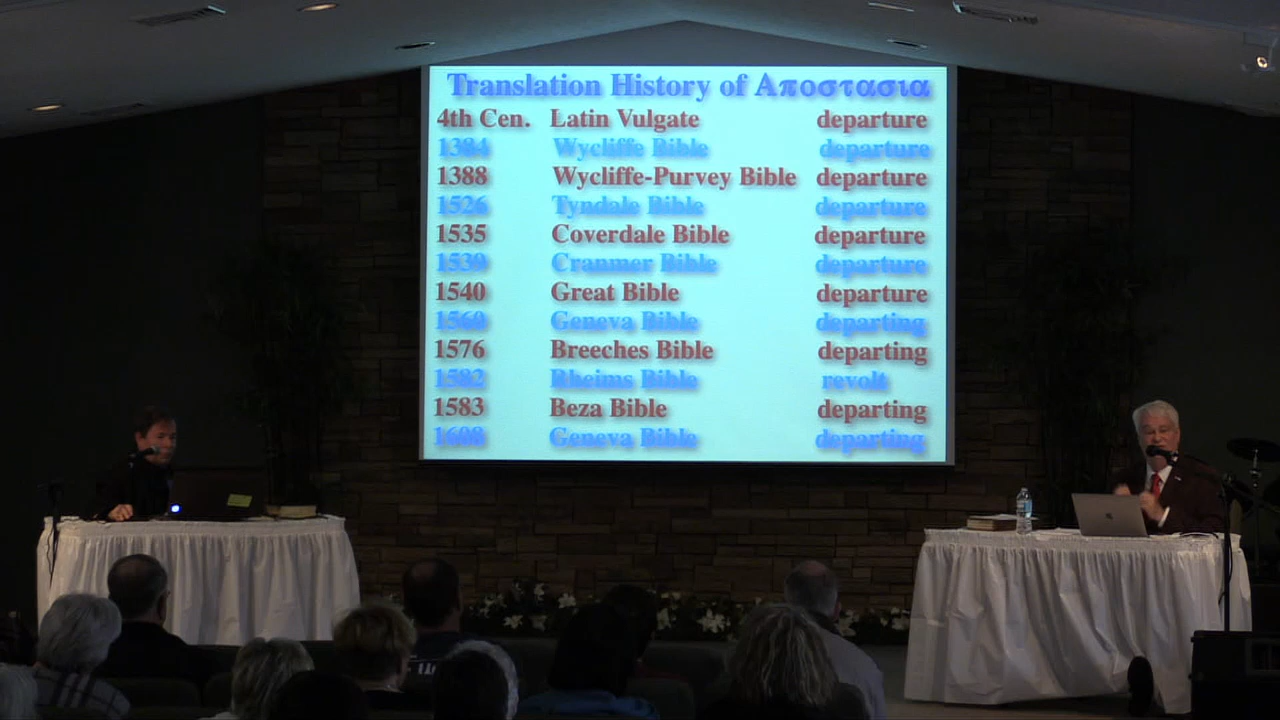 Translation History of Αποστασια
4th Cen. Latin Vulgate departure
1384 Wycliffe Bible departure
1388 Wycliffe-Purvey Bible departure
1526 Tyndale Bible departure
1535 Coverdale Bible departure
1539 Cranmer Bible departure
1540 Great Bible departure
1560 Geneva Bible departing
1576 Breeches Bible departing
1582 Rheims Bible revolt
1583 Beza Bible departing
1608 Geneva Bible departing